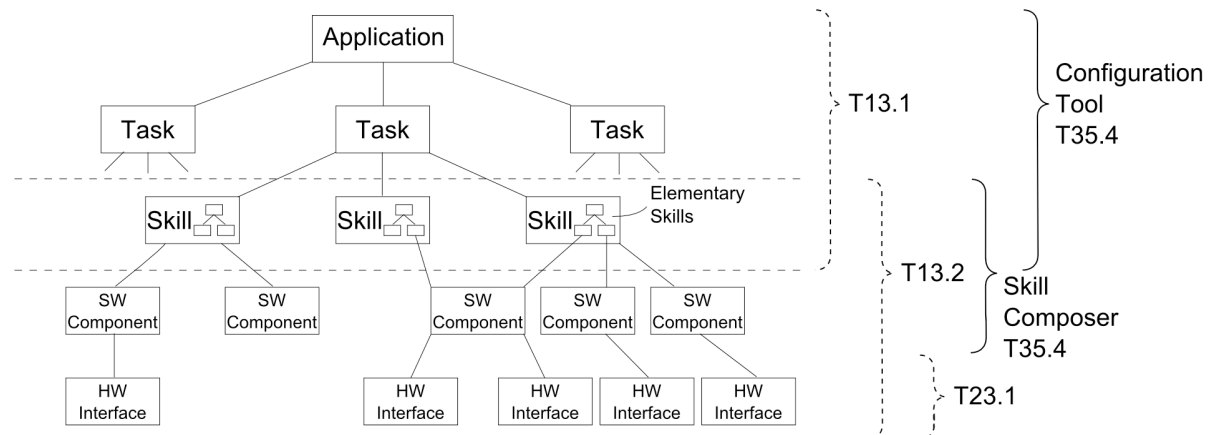 Application
Task
Task
Task
Skill
Skill
Skill
Elementary
Skills
SW
Component
SW
Component
SW
Component
SW
Component
SW
Component
HW
Interface
HW
Interface
HW
Interface
HW
Interface
HW
Interface
T13.1
Configuration
Tool
T35.4
T13.2
Skill
Composer
T35.4
T23.1